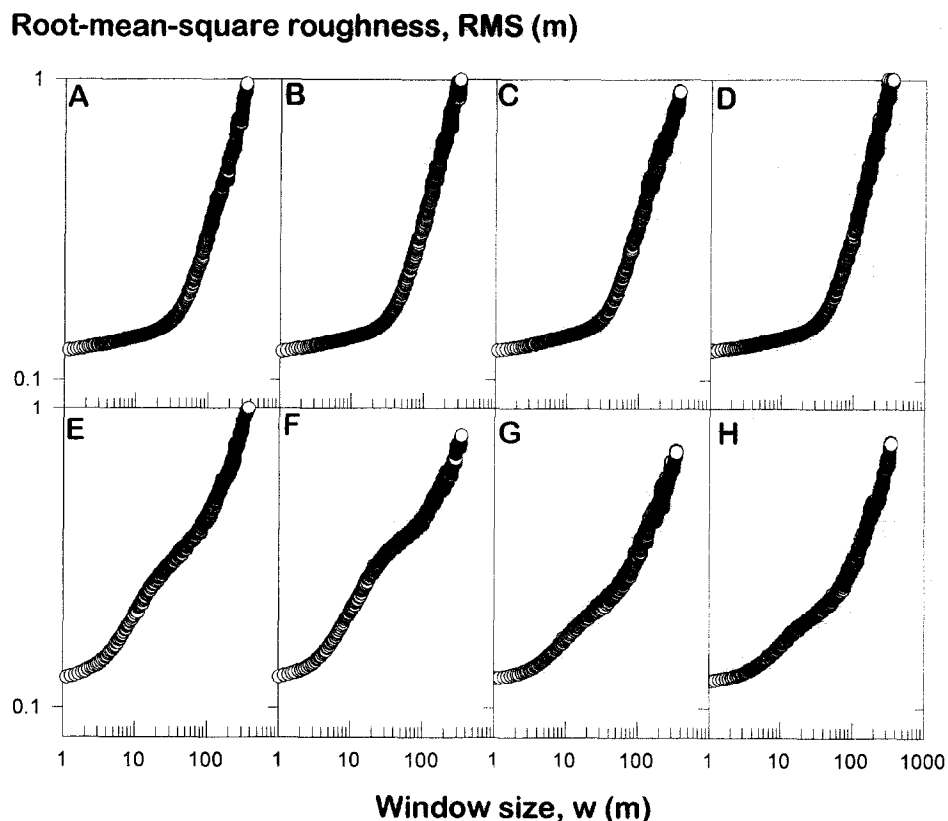 Root-mean-square roughness, RMS (m)
1
A B C D
0.1
1
E F G H
0.1
1 10 100 1 10 100 1 10 100 1 10 100 1000
Window size, w (m)